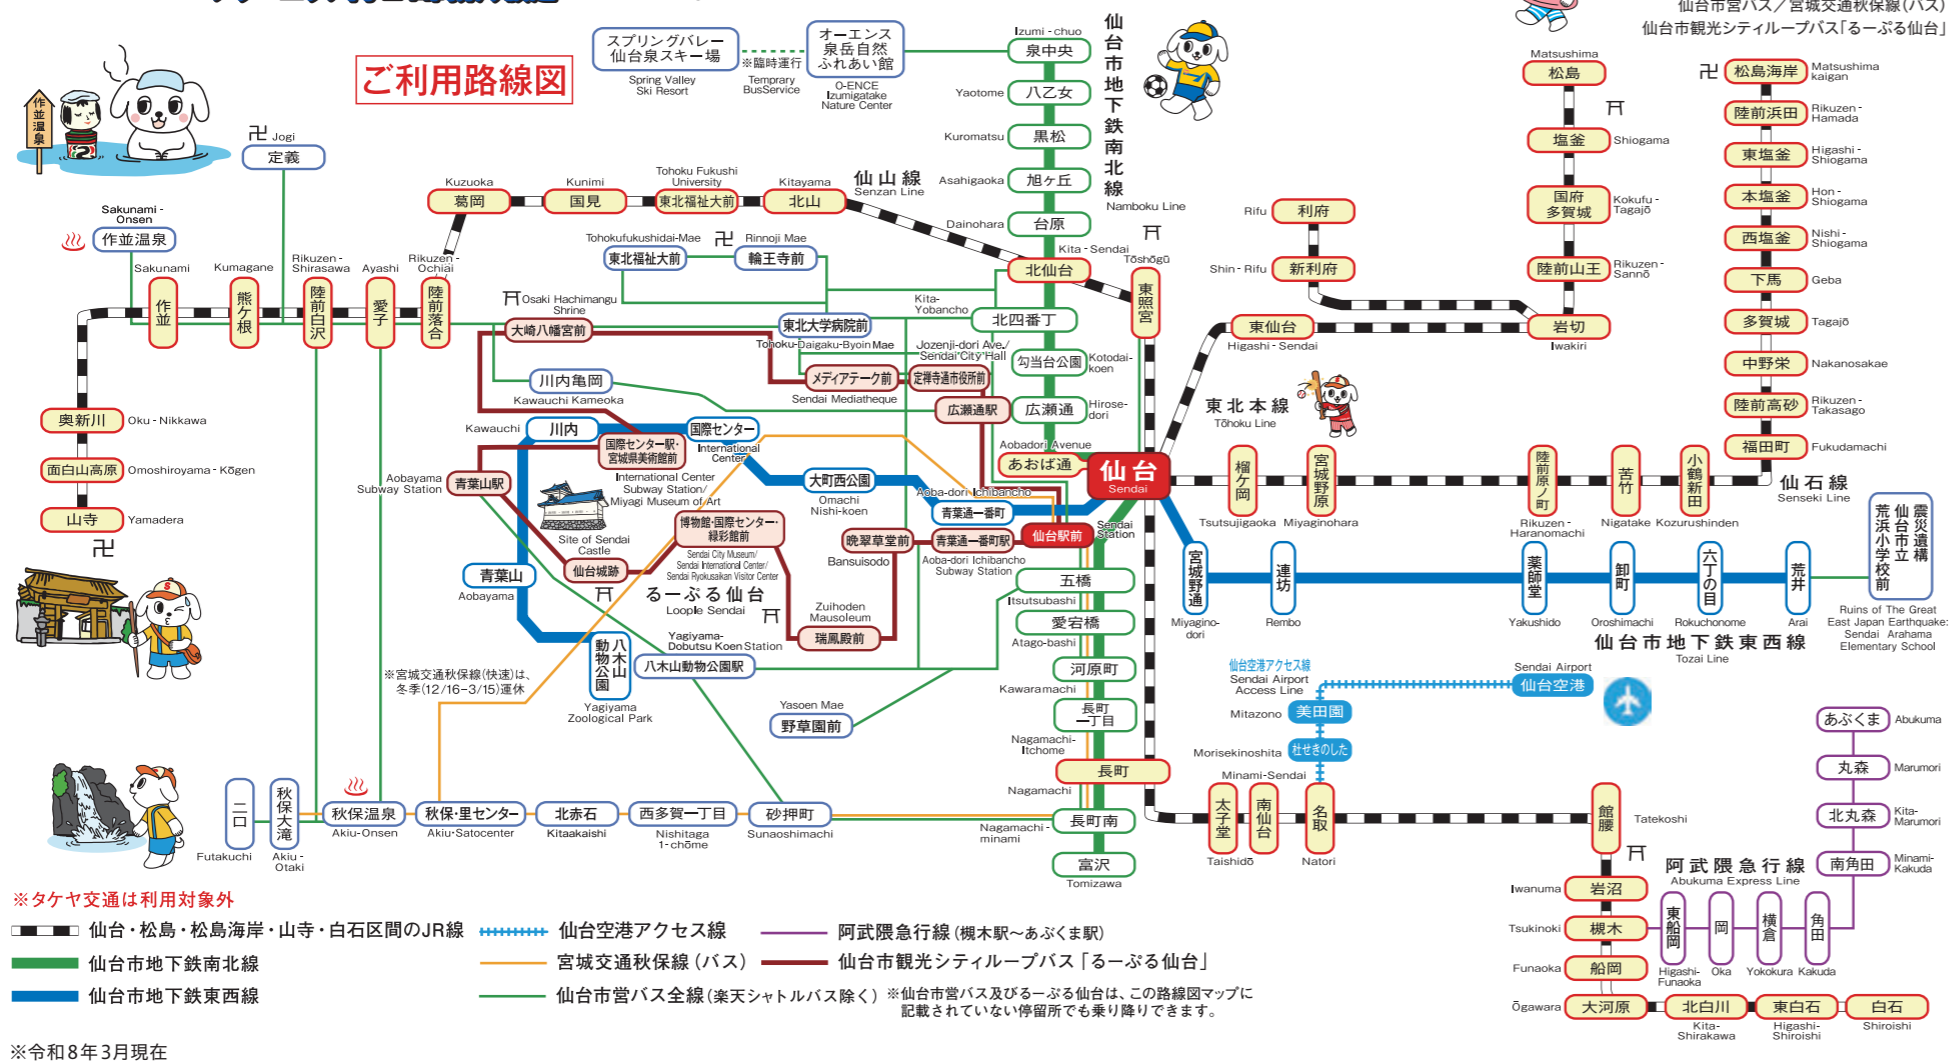 仙台市営バス／宮城交通秋保線(バス)
仙台市観光シティループバス「るーぷる仙台」
ご利用路線図
作並温泉
スプリングバレー
仙台泉スキー場
Spring Valley
Ski Resort
※臨時運行
Temprary
BusService
オーエンス
泉岳自然
ふれあい館
O-ENCE
Izumigatake
Nature Center
仙台市地下鉄南北線
Namboku Line
Izumi-chuo
泉中央
Yaotome
八乙女
Kuromatsu
黒松
Asahigaoka
旭ヶ丘
Dainohara
台原
Kita-Sendai
北仙台
Kita-
Yobancho
北四番丁
勾当台公園
Kotodai-
koen
広瀬通
Hirose-
dori
Aobadori Avenue
あおば通
仙台
Sendai
Sendai
Station
仙台駅前
五橋
Itsutsubashi
愛宕橋
Atago-bashi
河原町
Kawaramachi
長町
一丁目
Nagamachi-
Itchome
長町
Nagamachi
長町南
Nagamachi-
minami
富沢
Tomizawa
卍 Jogi
定義
Sakunami-
Onsen
作並温泉
Sakunami
作並
Kumagane
熊ケ根
Rikuzen-
Shirasawa
陸前白沢
Ayashi
愛子
Rikuzen-
Ochiai
陸前落合
Kuzuoka
葛岡
Kunimi
国見
Tohoku Fukushi
University
東北福祉大前
Kitayama
北山
仙山線
Senzan Line
Tōshōgū
東照宮
Tohokufukushidai-Mae
東北福祉大前
卍
Rinnoji Mae
輪王寺前
Osaki Hachimangu
Shrine
大崎八幡宮前
東北大学病院前
Tohoku-Daigaku-Byoin Mae
Jozenji-dori Ave./
Sendai City Hall
定禅寺通市役所前
メディアテーク前
Sendai Mediatheque
川内亀岡
Kawauchi Kameoka
広瀬通駅
奥新川
Oku-Nikkawa
面白山高原
Omoshiroyama-Kōgen
山寺
Yamadera
卍
Kawauchi
川内
国際センター
International
Center
国際センター駅・
宮城県美術館前
International Center
Subway Station/
Miyagi Museum of Art
Aobayama
Subway Station
青葉山駅
大町西公園
Omachi
Nishi-koen
Aoba-dori Ichibancho
青葉通一番町
Site of Sendai
Castle
仙台城跡
博物館・国際センター・
緑彩館前
Sendai City Museum/
Sendai International Center/
Sendai Ryokusaikan Visitor Center
晩翠草堂前
Bansuisodo
青葉通一番町駅
Aoba-dori Ichibancho
Subway Station
青葉山
Aobayama
るーぷる仙台
Loople Sendai
Zuihoden
Mausoleum
瑞鳳殿前
八木山
動物公園
Yagiyama
Zoological Park
Yagiyama-
Dobutsu Koen Station
八木山動物公園駅
Yasoen Mae
野草園前
※宮城交通秋保線(快速)は、
冬季(12/16-3/15)運休
二口
Futakuchi
秋保大滝
Akiu-
Otaki
秋保温泉
Akiu-Onsen
秋保・里センター
Akiu-Satocenter
北赤石
Kitaakaishi
西多賀一丁目
Nishitaga
1-chōme
砂押町
Sunaoshimachi
Matsushima
松島
塩釜
Shiogama
国府
多賀城
Kokufu-
Tagajō
陸前山王
Rikuzen-
Sannō
Rifu
利府
Shin-Rifu
新利府
岩切
Iwakiri
東仙台
Higashi-Sendai
東北本線
Tōhoku Line
卍
松島海岸
Matsushima
kaigan
陸前浜田
Rikuzen-
Hamada
東塩釜
Higashi-
Shiogama
本塩釜
Hon-
Shiogama
西塩釜
Nishi-
Shiogama
下馬
Geba
多賀城
Tagajō
中野栄
Nakanosakae
陸前高砂
Rikuzen-
Takasago
福田町
Fukudamachi
仙石線
Senseki Line
榴ケ岡
Tsutsujigaoka
宮城野原
Miyaginohara
陸前原ノ町
Rikuzen-
Haranomachi
苦竹
Nigatake
小鶴新田
Kozurushinden
宮城野通
Miyagino-
dori
連坊
Rembo
薬師堂
Yakushido
卸町
Oroshimachi
六丁の目
Rokuchonome
荒井
Arai
仙台市地下鉄東西線
Tozai Line
震災遺構
仙台市立
荒浜小学校前
Ruins of The Great
East Japan Earthquake:
Sendai Arahama
Elementary School
仙台空港アクセス線
Sendai Airport
Access Line
Sendai Airport
仙台空港
Mitazono
美田園
Morisekinoshita
杜せきのした
太子堂
Taishidō
Minami-Sendai
南仙台
名取
Natori
館腰
Tatekoshi
Iwanuma
岩沼
Tsukinoki
槻木
Funaoka
船岡
Ōgawara
大河原
北白川
Kita-
Shirakawa
東白石
Higashi-
Shiroishi
白石
Shiroishi
阿武隈急行線
Abukuma Express Line
あぶくま
Abukuma
丸森
Marumori
北丸森
Kita-
Marumori
南角田
Minami-
Kakuda
東船岡
Higashi-
Funaoka
岡
Oka
横倉
Yokokura
角田
Kakuda
※タケヤ交通は利用対象外
仙台・松島・松島海岸・山寺・白石区間のJR線
仙台市地下鉄南北線
仙台市地下鉄東西線
仙台空港アクセス線
宮城交通秋保線(バス)
仙台市営バス全線(楽天シャトルバス除く)
阿武隈急行線(槻木駅～あぶくま駅)
仙台市観光シティループバス「るーぷる仙台」
※仙台市営バス及びるーぷる仙台は、この路線図マップに
記載されていない停留所でも乗り降りできます。
※令和8年3月現在